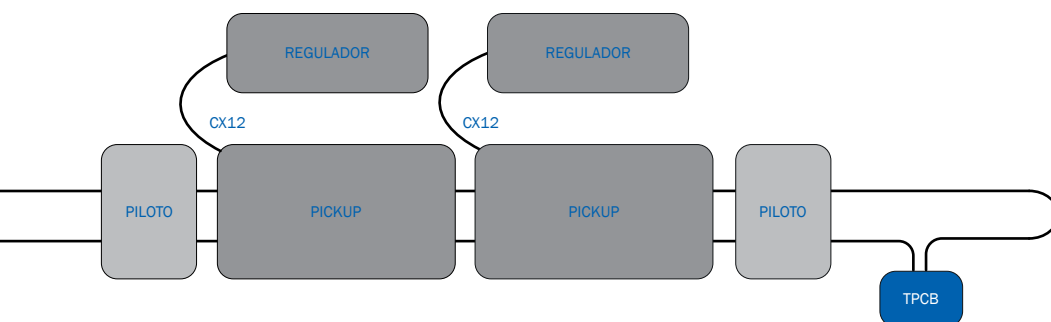 REGULADOR
REGULADOR
CX12
CX12
PILOTO
PICKUP
PICKUP
PILOTO
TPCB